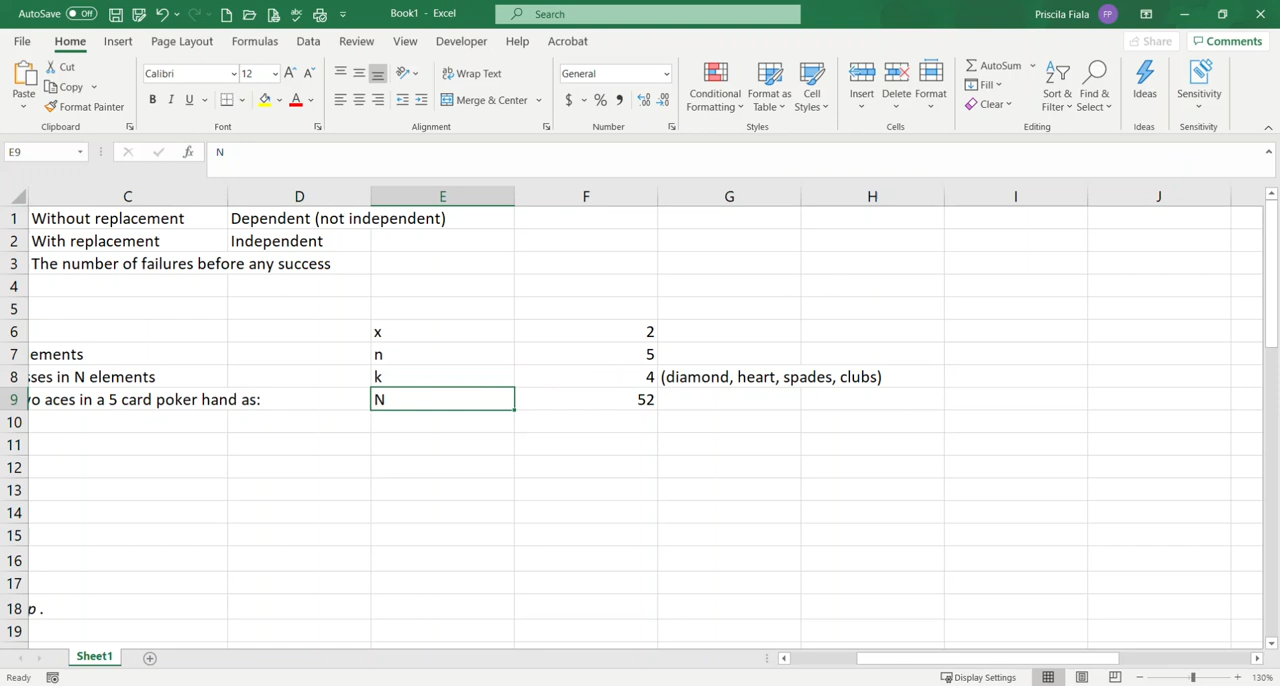 AutoSave Off Book1 - Excel Search Priscila Fiala FP
File Home Insert Page Layout Formulas Data Review View Developer Help Acrobat Share Comments
Paste Cut Copy Format Painter Clipboard
Calibri 12 B I U A Font
Wrap Text Merge & Center Alignment
General $ % Number
Conditional Formatting Format as Table Cell Styles Styles
Insert Delete Format Cells
AutoSum Fill Clear Sort & Filter Find & Select Editing
Ideas Ideas
Sensitivity Sensitivity
E9 fx N
C D E F G H I J
1 Without replacement Dependent (not independent)
2 With replacement Independent
3 The number of failures before any success
4
5
6 x 2
7 ements n 5
8 sses in N elements k 4 (diamond, heart, spades, clubs)
9 vo aces in a 5 card poker hand as: N 52
10
11
12
13
14
15
16
17
18 p .
19
Sheet1
Ready Display Settings 130%